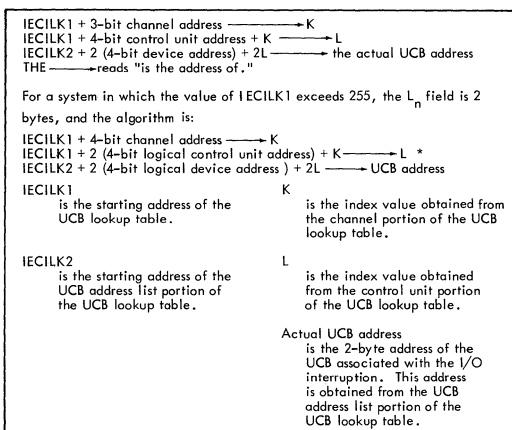 IECILK1 + 3-bit channel address ⟶ K
IECILK1 + 4-bit control unit address + K ⟶ L
IECILK2 + 2 (4-bit device address) + 2L ⟶ the actual UCB address
THE ⟶ reads "is the address of."
For a system in which the value of IECILK1 exceeds 255, the Ln field is 2
bytes, and the algorithm is:
IECILK1 + 4-bit channel address ⟶ K
IECILK1 + 2 (4-bit logical control unit address) + K ⟶ L *
IECILK2 + 2 (4-bit logical device address ) + 2L ⟶ UCB address
IECILK1
is the starting address of the
UCB lookup table.
K
is the index value obtained from
the channel portion of the UCB
lookup table.
IECILK2
is the starting address of the
UCB address list portion of
the UCB lookup table.
L
is the index value obtained
from the control unit portion
of the UCB lookup table.
Actual UCB address
is the 2-byte address of the
UCB associated with the I/O
interruption. This address
is obtained from the UCB
address list portion of the
UCB lookup table.